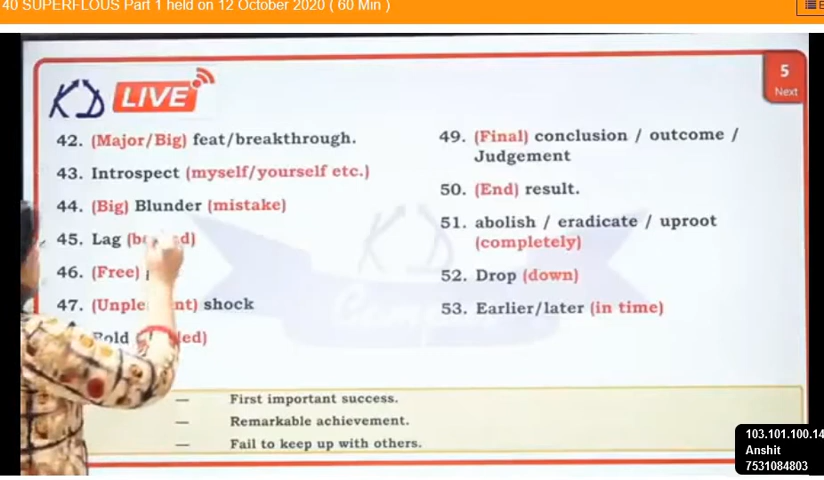 40 SUPERFLOUS Part 1 held on 12 October 2020 ( 60 Min )
KD LIVE
5
Next
42. (Major/Big) feat/breakthrough.
43. Introspect (myself/yourself etc.)
44. (Big) Blunder (mistake)
45. Lag
46. (Free)
47. shock
49. (Final) conclusion / outcome /
Judgement
50. (End) result.
51. abolish / eradicate / uproot
(completely)
52. Drop (down)
53. Earlier/later (in time)
— First important success.
— Remarkable achievement.
— Fail to keep up with others.
103.101.100.14
Anshit
7531084803